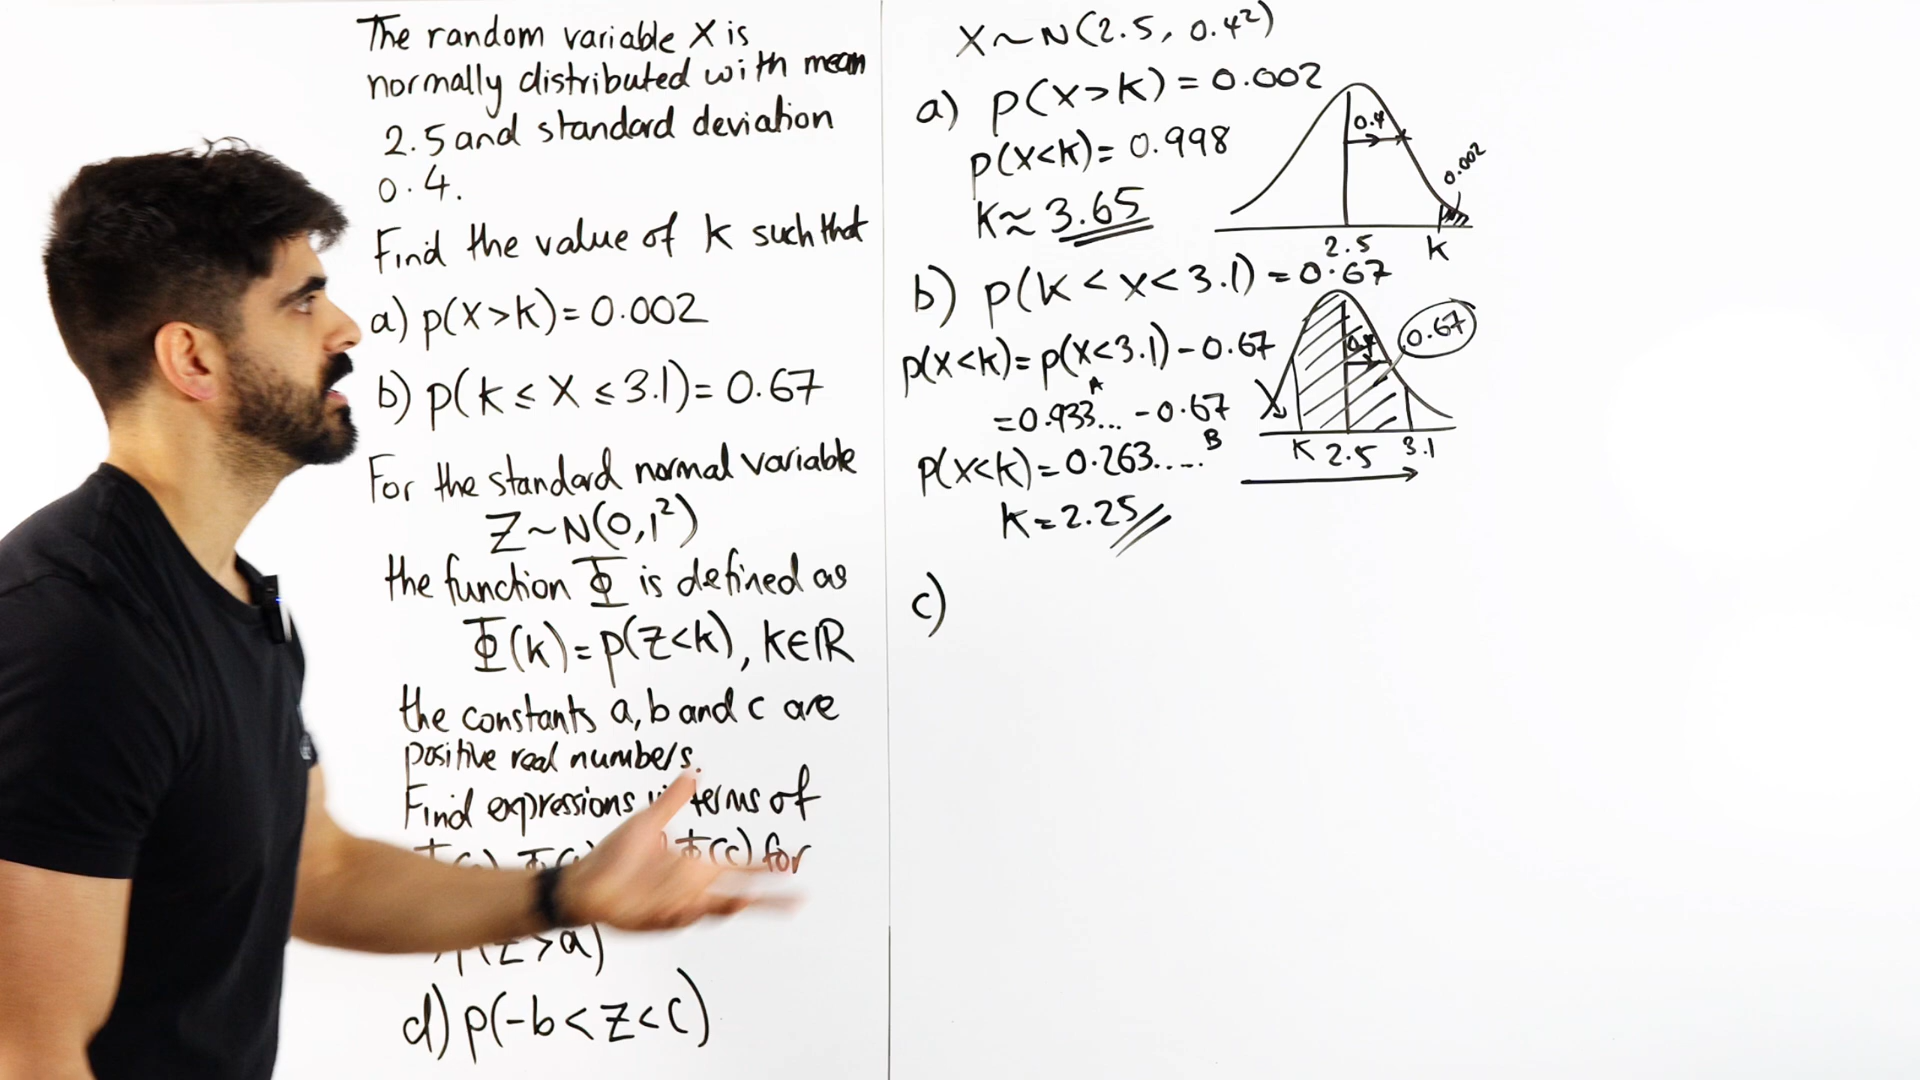 The random variable X is
normally distributed with mean
2.5 and standard deviation
0.4.
Find the value of k such that
a) p(X>k) = 0.002
b) p(k ≤ X ≤ 3.1) = 0.67
For the standard normal variable
Z ~ N(0, 1²)
the function Φ is defined as
Φ(k) = p(Z<k), k∈ℝ
the constants a, b and c are
positive real numbers.
Find expressions terms of
Φ(c) for
p(Z>a)
d) p(-b < Z < c)
X ~ N(2.5, 0.4²)
a) p(X>k) = 0.002
p(X<k) = 0.998
k ≈ 3.65
0.4
0.002
2.5 k
b) p(k < X < 3.1) = 0.67
p(X<k) = p(X<3.1) - 0.67
A
= 0.933... - 0.67
B
p(X<k) = 0.263.....
k = 2.25
0.4
0.67
k 2.5 3.1
c)